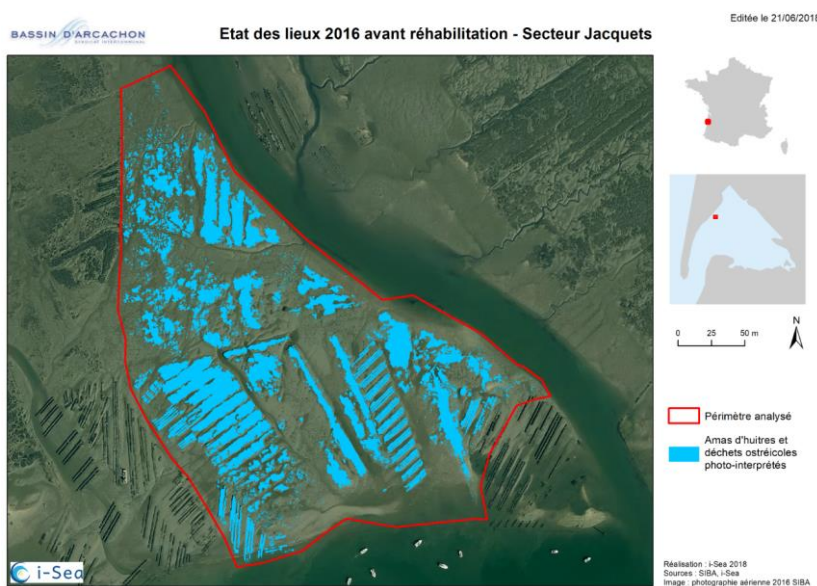 Editée le 21/06/2018
BASSIN D'ARCACHON
SYNDICAT INTERCOMMUNAL
Etat des lieux 2016 avant réhabilitation - Secteur Jacquets
N
0 25 50 m
Périmètre analysé
Amas d'huitres et
déchets ostréicoles
photo-interprétés
i-Sea
Réalisation : i-Sea 2018
Sources : SIBA, i-Sea
Image : photographie aérienne 2016 SIBA